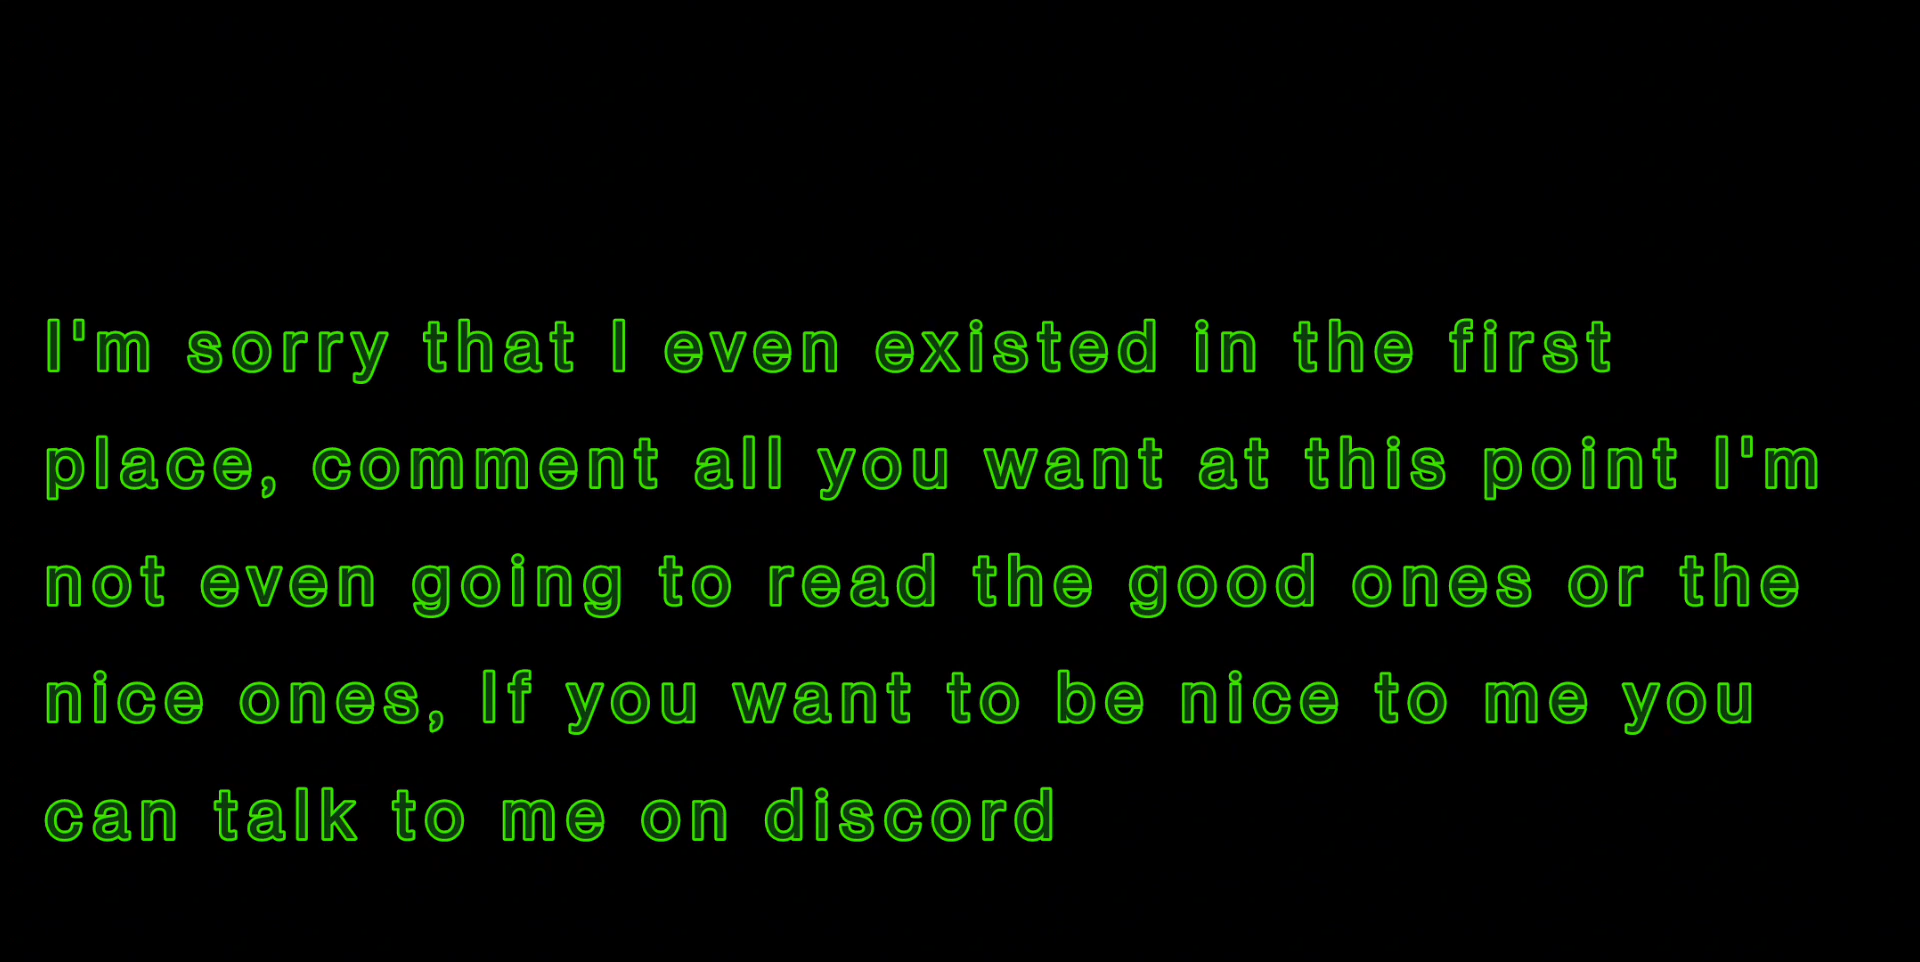 I'm sorry that I even existed in the first
place, comment all you want at this point I'm
not even going to read the good ones or the
nice ones, If you want to be nice to me you
can talk to me on discord